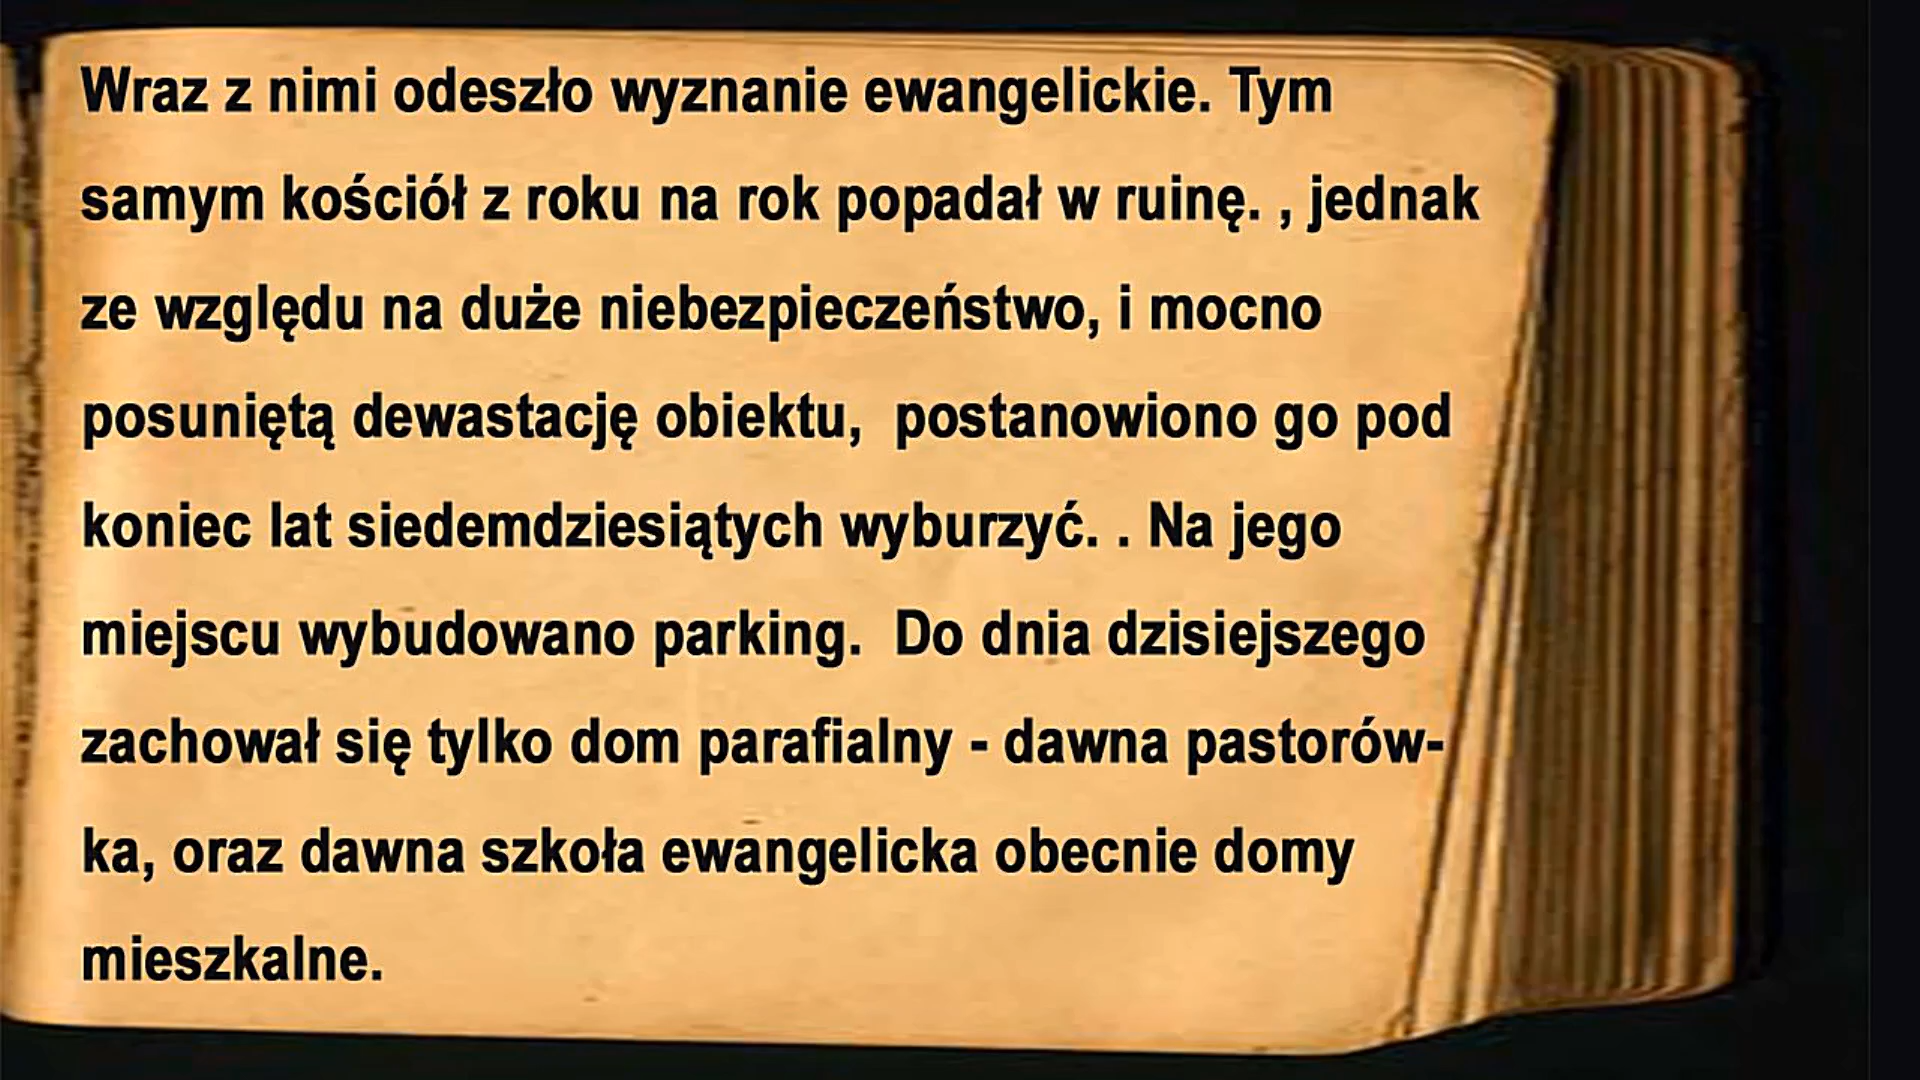 Wraz z nimi odeszło wyznanie ewangelickie. Tym
samym kościół z roku na rok popadał w ruinę. , jednak
ze względu na duże niebezpieczeństwo, i mocno
posuniętą dewastację obiektu,  postanowiono go pod
koniec lat siedemdziesiątych wyburzyć. . Na jego
miejscu wybudowano parking.  Do dnia dzisiejszego
zachował się tylko dom parafialny - dawna pastorów-
ka, oraz dawna szkoła ewangelicka obecnie domy
mieszkalne.